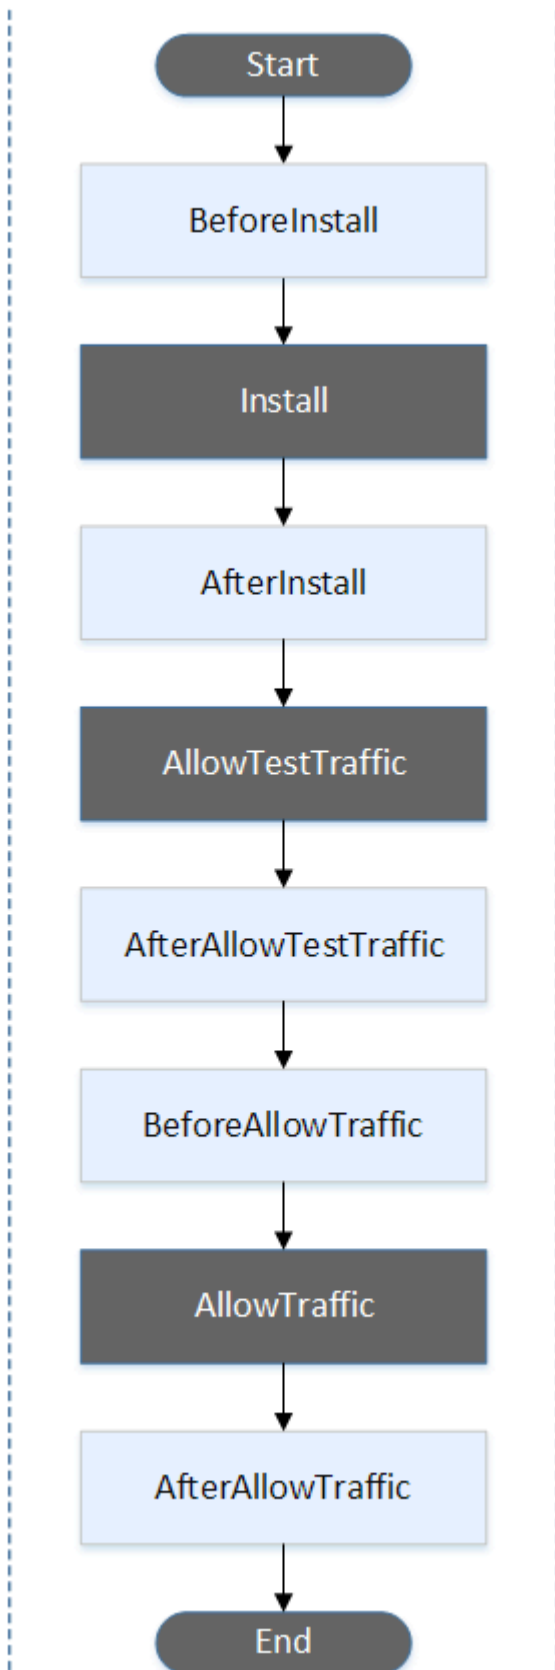 Start
BeforeInstall
Install
AfterInstall
AllowTestTraffic
AfterAllowTestTraffic
BeforeAllowTraffic
AllowTraffic
AfterAllowTraffic
End